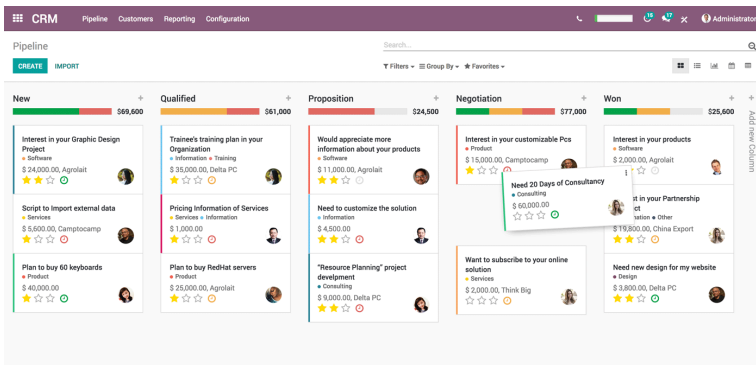 CRM Pipeline Customers Reporting Configuration 15 17 Administrator
Pipeline
Search...
CREATE IMPORT
Filters Group By Favorites
New
$69,600
Interest in your Graphic Design
Project
Software
$ 24,000.00, Agrolait
Script to Import external data
Services
$ 5,600.00, Camptocamp
Plan to buy 60 keyboards
Product
$ 40,000.00
Qualified
$61,000
Trainee's training plan in your
Organization
Information Training
$ 35,000.00, Delta PC
Pricing Information of Services
Services Information
$ 1,000.00
Plan to buy RedHat servers
Product
$ 25,000.00, Agrolait
Proposition
$24,500
Would appreciate more
information about your products
Software
$ 11,000.00, Agrolait
Need to customize the solution
Information
$ 4,500.00
"Resource Planning" project
develpment
Consulting
$ 9,000.00, Delta PC
Negotiation
$77,000
Interest in your customizable Pcs
Product
$ 15,000.00, Camptocamp
Need 20 Days of Consultancy
Consulting
$ 60,000.00
Want to subscribe to your online
solution
Services
$ 2,000.00, Think Big
Won
$25,600
Interest in your products
Software
$ 2,000.00, Agrolait
st in your Partnership
ct
nation Other
$ 19,800.00, China Export
Need new design for my website
Design
$ 3,800.00, Delta PC
Add new Column